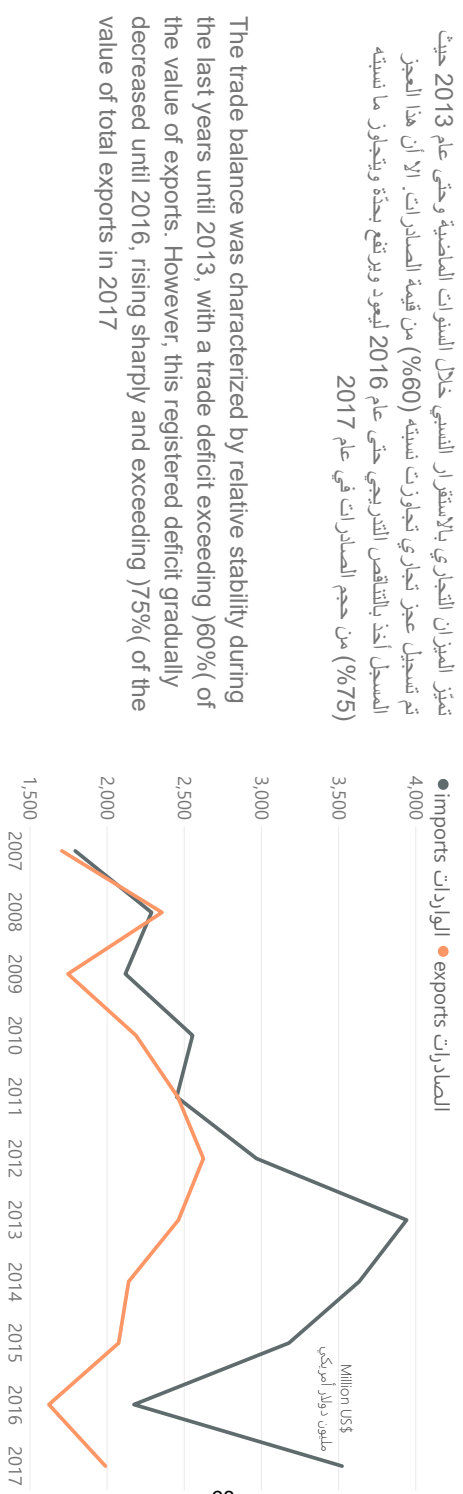 تميّز الميزان التجاري بالاستقرار النسبي خلال السنوات الماضية وحتى عام 2013 حيث
تم تسجيل عجز تجاري تجاوزت نسبته (60%) من قيمة الصادرات. الا أن هذا العجز
المسجل أخذ بالتناقص التدريجي حتى عام 2016 ليعود ويرتفع بحدّة ويتجاوز ما نسبته
(75%) من حجم الصادرات في عام 2017
The trade balance was characterized by relative stability during
the last years until 2013, with a trade deficit exceeding )60%( of
the value of exports. However, this registered deficit gradually
decreased until 2016, rising sharply and exceeding )75%( of the
value of total exports in 2017
imports الواردات exports الصادرات
4,000
3,500
3,000
2,500
2,000
1,500
Million US$
مليون دولار أمريكي
2007 2008 2009 2010 2011 2012 2013 2014 2015 2016 2017